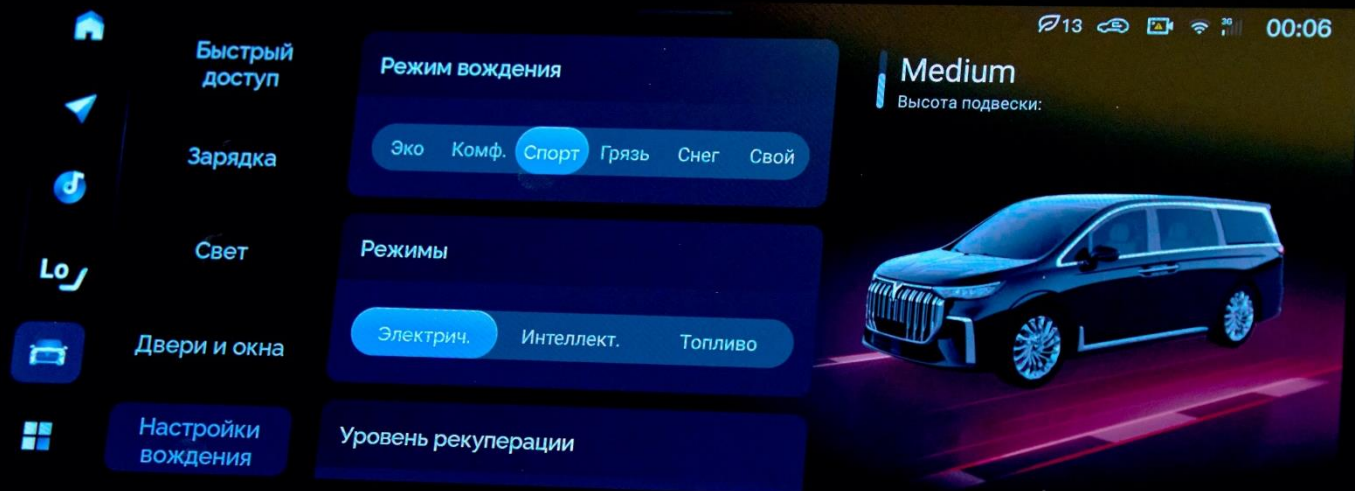 13
3G
00:06
Быстрый
доступ
Зарядка
Свет
Двери и окна
Настройки
вождения
Lo
Режим вождения
Эко Комф. Спорт Грязь Снег Свой
Режимы
Электрич. Интеллект. Топливо
Уровень рекуперации
Medium
Высота подвески: